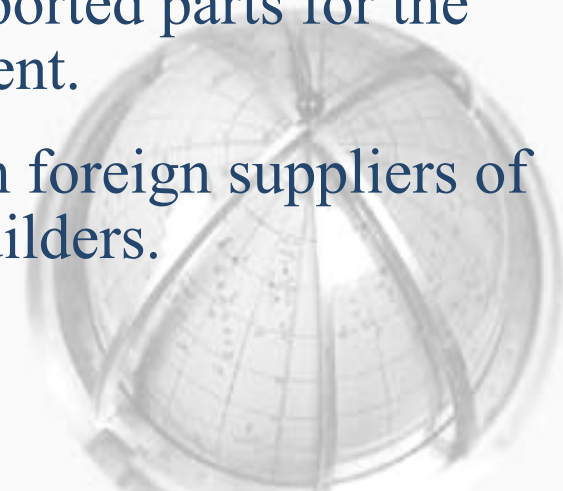 ported parts for the
ent.
n foreign suppliers of
ilders.